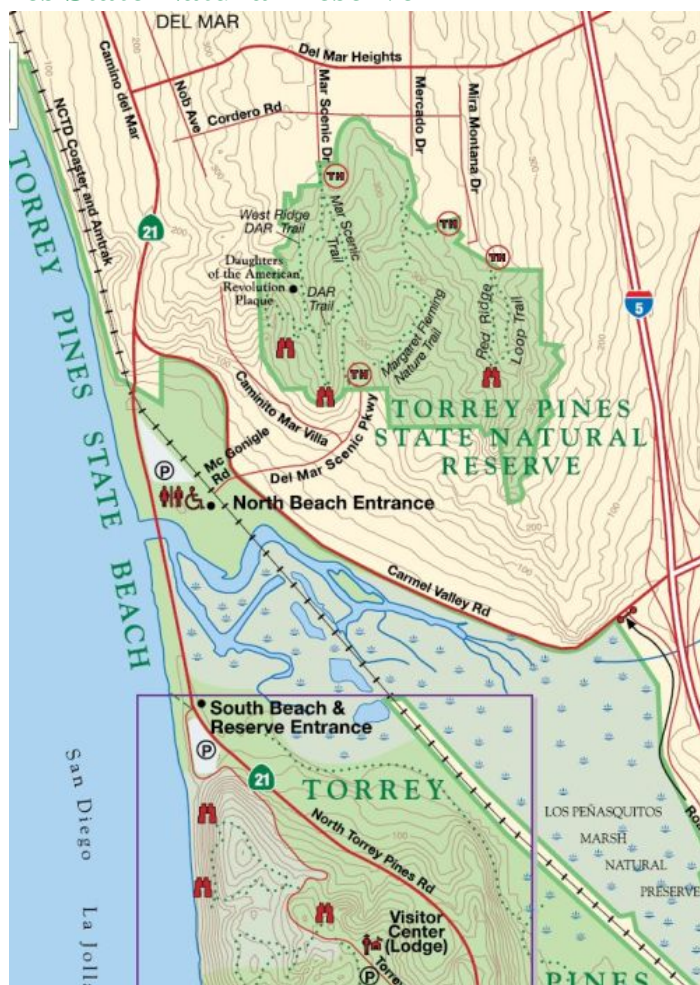 DEL MAR
Del Mar Heights
Camino del Mar
Nob Ave
Mar Scenic Dr
Mercado Dr
Mira Montana Dr
Cordero Rd
NCTD Coaster and Amtrak
100
200
300
TH
TH
TH
TH
21
5
West Ridge
DAR Trail
Mar Scenic
Trail
Daughters
of the American
Revolution
Plaque
DAR
Trail
Margaret Fleming
Nature Trail
Red Ridge
Loop Trail
TORREY PINES
STATE NATURAL
RESERVE
Caminito Mar Villa
Mc Gonigle
Rd
Del Mar Scenic Pkwy
P
North Beach Entrance
TORREY PINES STATE BEACH
Carmel Valley Rd
South Beach &
Reserve Entrance
P
21
TORREY
North Torrey Pines Rd
100
LOS PEÑASQUITOS
MARSH
NATURAL
PRESERVE
San Diego
La Jolla
Visitor
Center
(Lodge)
P
Torrey
PINES